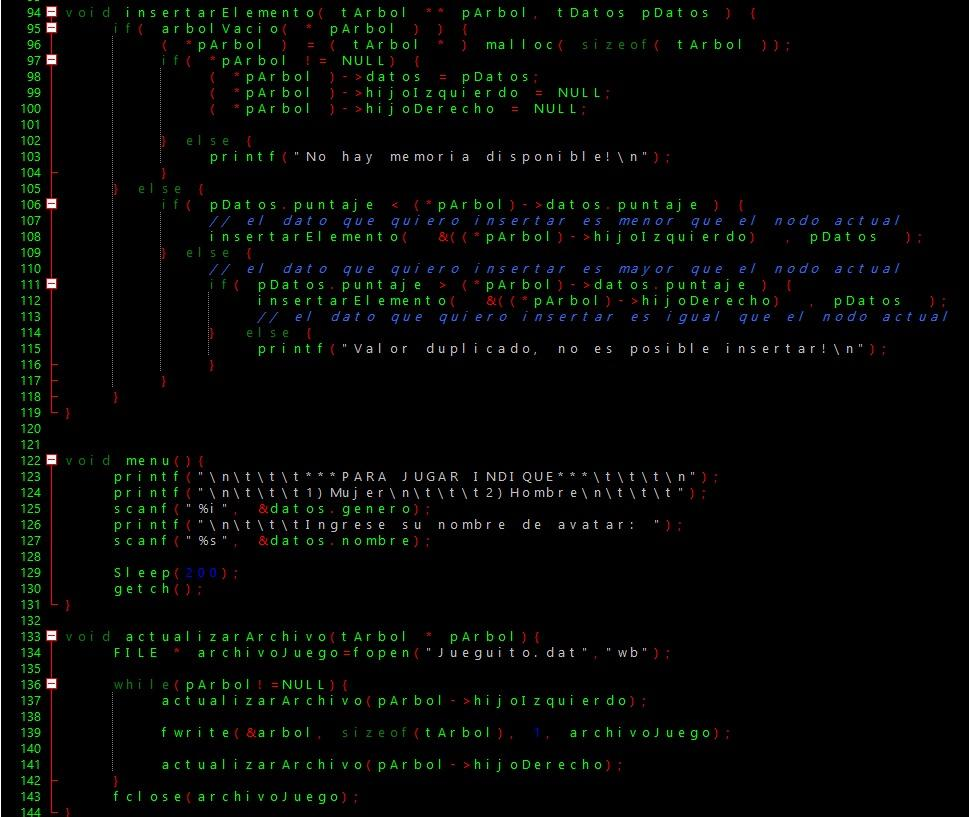 94 void insertarElemento( tArbol ** pArbol, tDatos pDatos ) {
95 if( arbolVacio( * pArbol ) ) {
96 ( *pArbol ) = ( tArbol * ) malloc( sizeof( tArbol ));
97 if( *pArbol != NULL) {
98 ( *pArbol )->datos = pDatos;
99 ( *pArbol )->hijoIzquierdo = NULL;
100 ( *pArbol )->hijoDerecho = NULL;
101
102 } else {
103 printf("No hay memoria disponible!\n");
104 }
105 } else {
106 if( pDatos.puntaje < (*pArbol)->datos.puntaje ) {
107 // el dato que quiero insertar es menor que el nodo actual
108 insertarElemento( &((*pArbol)->hijoIzquierdo) , pDatos );
109 } else {
110 // el dato que quiero insertar es mayor que el nodo actual
111 if( pDatos.puntaje > (*pArbol)->datos.puntaje ) {
112 insertarElemento( &((*pArbol)->hijoDerecho) , pDatos );
113 // el dato que quiero insertar es igual que el nodo actual
114 } else {
115 printf("Valor duplicado, no es posible insertar!\n");
116 }
117 }
118 }
119 }
120
121
122 void menu(){
123 printf("\n\t\t\t***PARA JUGAR INDIQUE***\t\t\t\n");
124 printf("\n\t\t\t1)Mujer\n\t\t\t2)Hombre\n\t\t\t");
125 scanf("%i", &datos.genero);
126 printf("\n\t\t\tIngrese su nombre de avatar: ");
127 scanf("%s", &datos.nombre);
128
129 Sleep(200);
130 getch();
131 }
132
133 void actualizarArchivo(tArbol * pArbol){
134 FILE * archivoJuego=fopen("Jueguito.dat","wb");
135
136 while(pArbol!=NULL){
137 actualizarArchivo(pArbol->hijoIzquierdo);
138
139 fwrite(&arbol, sizeof(tArbol), 1, archivoJuego);
140
141 actualizarArchivo(pArbol->hijoDerecho);
142 }
143 fclose(archivoJuego);
144 }